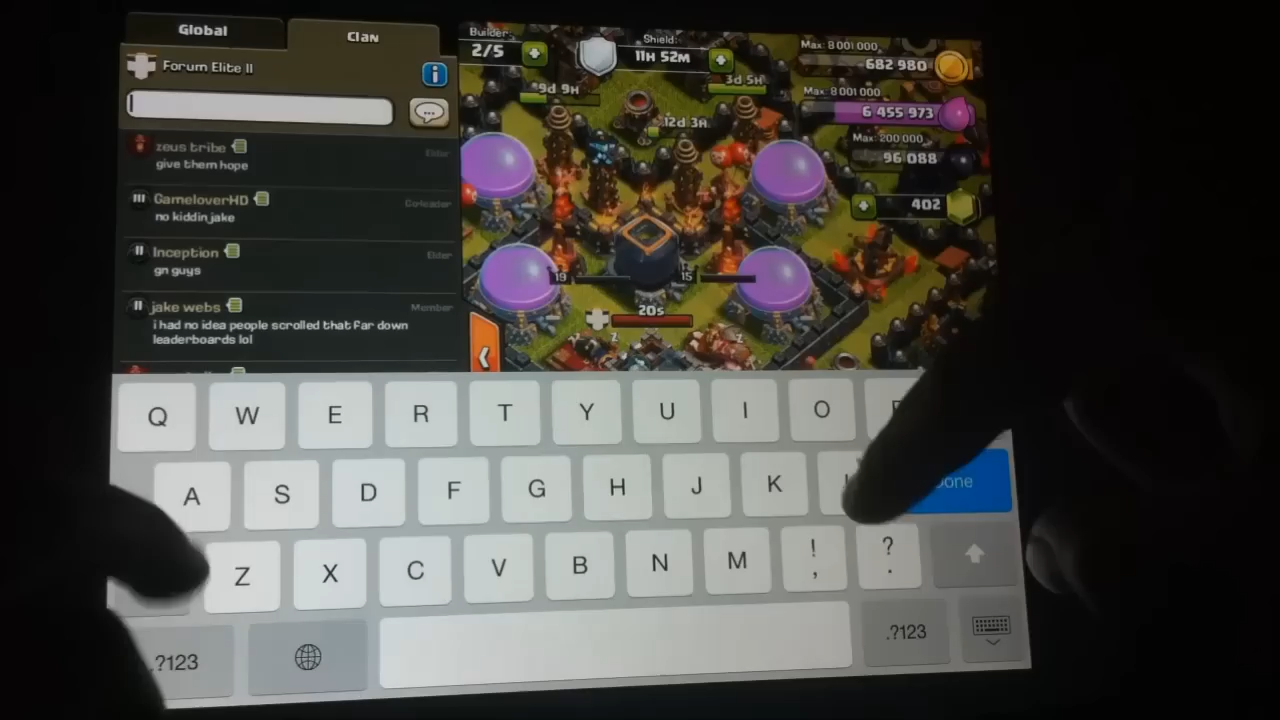 Global
Clan
Forum Elite II
i
zeus tribe
Elder
give them hope
GameloverHD
Coleader
no kiddin jake
Inception
Elder
gn guys
jake webs
Member
i had no idea people scrolled that far down
leaderboards lol
Builder:
2/5
Shield:
11H 52M
Max: 8 001 000
682 980
Max: 8 001 000
6 455 973
Max: 200 000
96 088
402
9d 9H
3d 5H
12d 3H
19
15
20s
z
z
Q W E R T Y U I O
A S D F G H J K
Done
Z X C V B N M ! , ? .
.?123
.?123